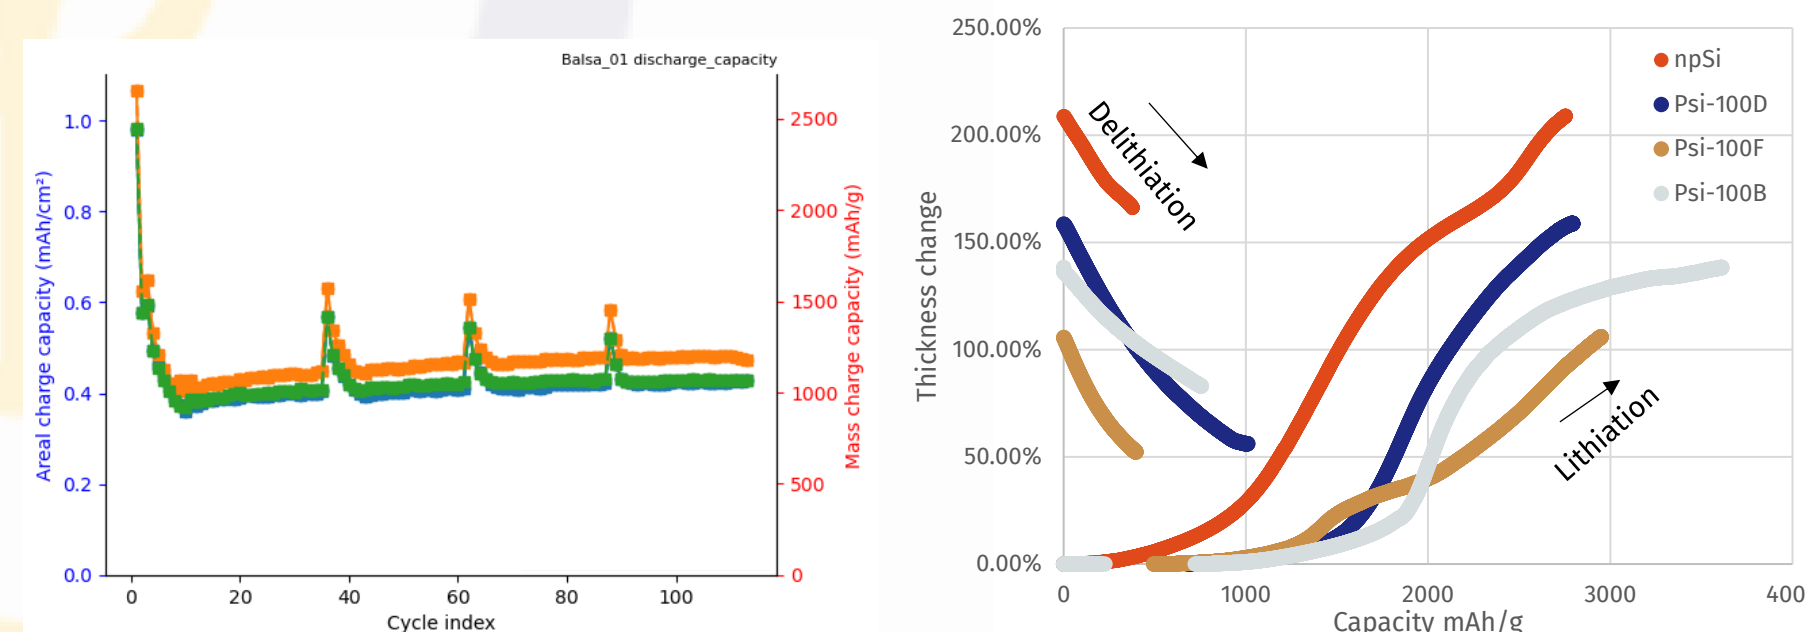 Balsa_01 discharge_capacity
Areal charge capacity (mAh/cm²)
1.0
0.8
0.6
0.4
0.2
0.0
0
20
40
60
80
100
Cycle index
2500
2000
1500
1000
500
0
Mass charge capacity (mAh/g)
Thickness change
250.00%
200.00%
150.00%
100.00%
50.00%
0.00%
0
1000
2000
3000
400
Capacity mAh/g
Delithiation
Lithiation
npSi
Psi-100D
Psi-100F
Psi-100B